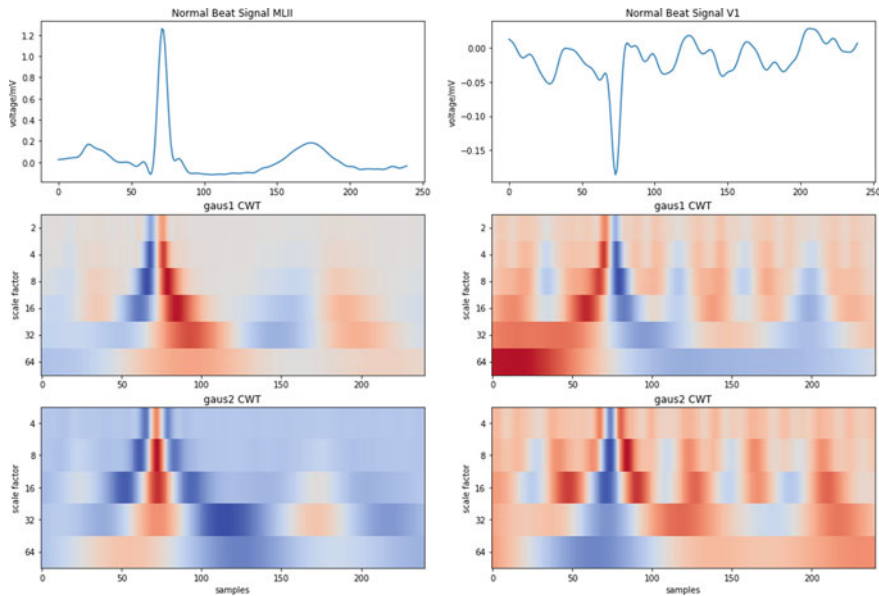 Normal Beat Signal MLII
voltage/mV
1.2
1.0
0.8
0.6
0.4
0.2
0.0
0 50 100 150 200 250
Normal Beat Signal V1
voltage/mV
0.00
−0.05
−0.10
−0.15
0 50 100 150 200 250
gaus1 CWT
scale factor
2
4
8
16
32
64
0 50 100 150 200
gaus1 CWT
scale factor
2
4
8
16
32
64
0 50 100 150 200
gaus2 CWT
scale factor
4
8
16
32
64
0 50 100 150 200
samples
gaus2 CWT
scale factor
4
8
16
32
64
0 50 100 150 200
samples